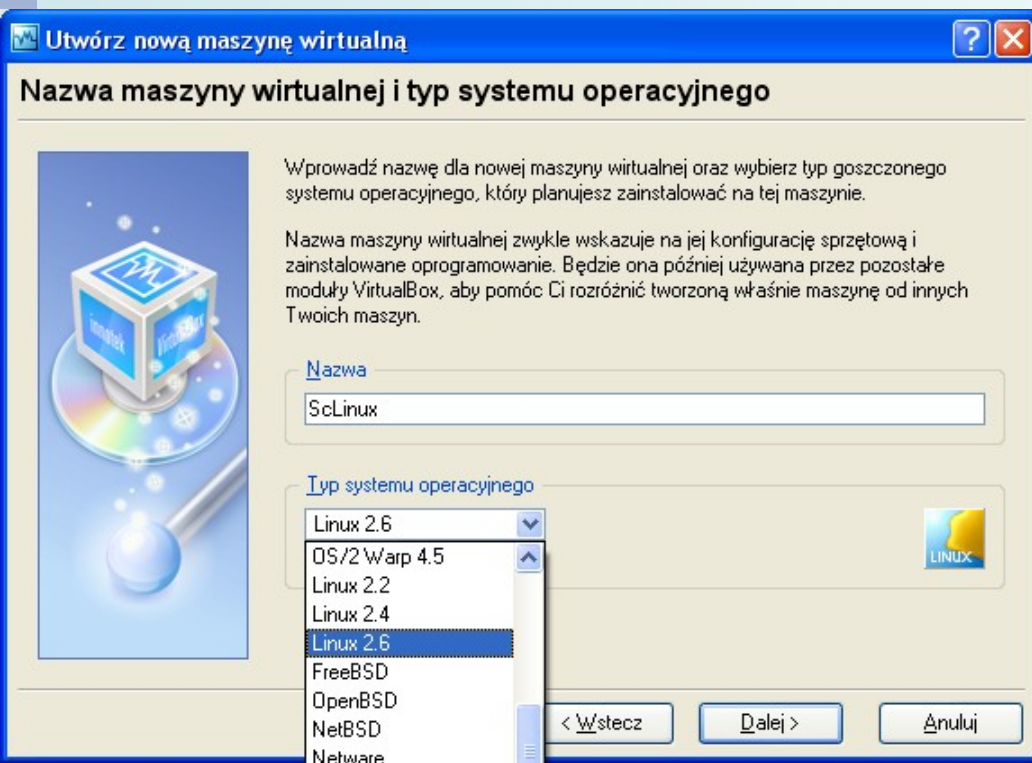 Utwórz nową maszynę wirtualną
Nazwa maszyny wirtualnej i typ systemu operacyjnego
Wprowadź nazwę dla nowej maszyny wirtualnej oraz wybierz typ goszczonego
systemu operacyjnego, który planujesz zainstalować na tej maszynie.
Nazwa maszyny wirtualnej zwykle wskazuje na jej konfigurację sprzętową i
zainstalowane oprogramowanie. Będzie ona później używana przez pozostałe
moduły VirtualBox, aby pomóc Ci rozróżnić tworzoną właśnie maszynę od innych
Twoich maszyn.
innotek VirtualBox
Nazwa
ScLinux
Typ systemu operacyjnego
Linux 2.6
LINUX
OS/2 Warp 4.5
Linux 2.2
Linux 2.4
Linux 2.6
FreeBSD
OpenBSD
NetBSD
Netware
< Wstecz
Dalej >
Anuluj